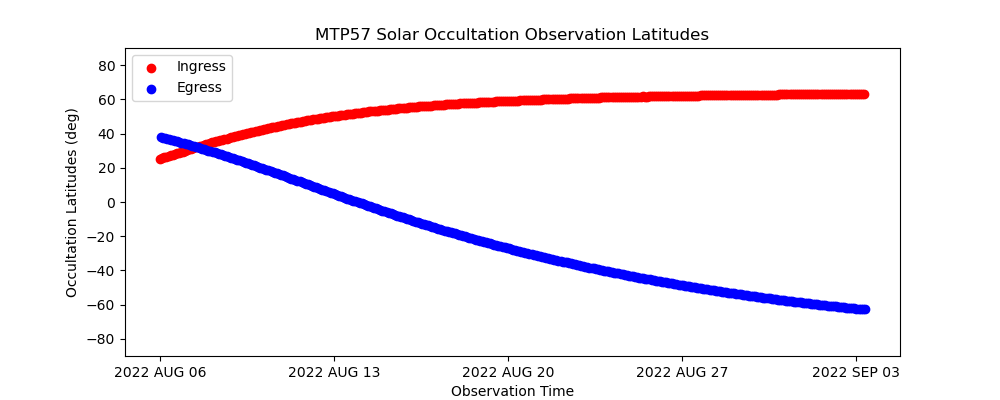 MTP57 Solar Occultation Observation Latitudes
Ingress
Egress
Occultation Latitudes (deg)
80
60
40
20
0
−20
−40
−60
−80
2022 AUG 06
2022 AUG 13
2022 AUG 20
2022 AUG 27
2022 SEP 03
Observation Time